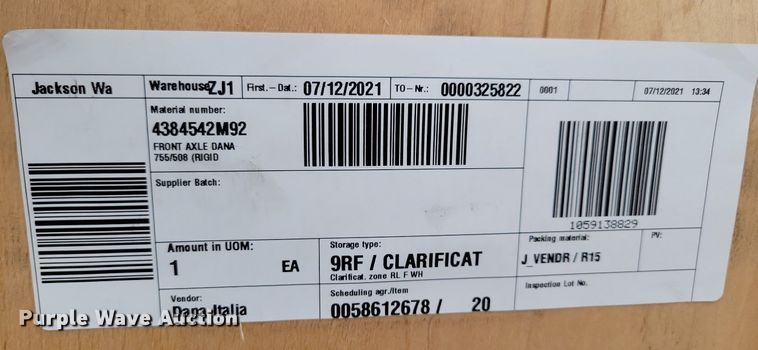 Jackson Wa
Warehouse ZJ1
First.-Dat.: 07/12/2021
TO-Nr.: 0000325822
0001
07/12/2021 13:34
Material number:
4384542M92
FRONT AXLE DANA
755/508 (RIGID
Supplier Batch:
1059138829
Amount in UOM:
1 EA
Storage type:
9RF / CLARIFICAT
Clarificat. zone RL F WH
Packing material:
J_VENDR / R15
PV:
Vendor:
Dana-Italia
Scheduling agr./Item
0058612678 / 20
Inspection Lot No.
Purple Wave Auction